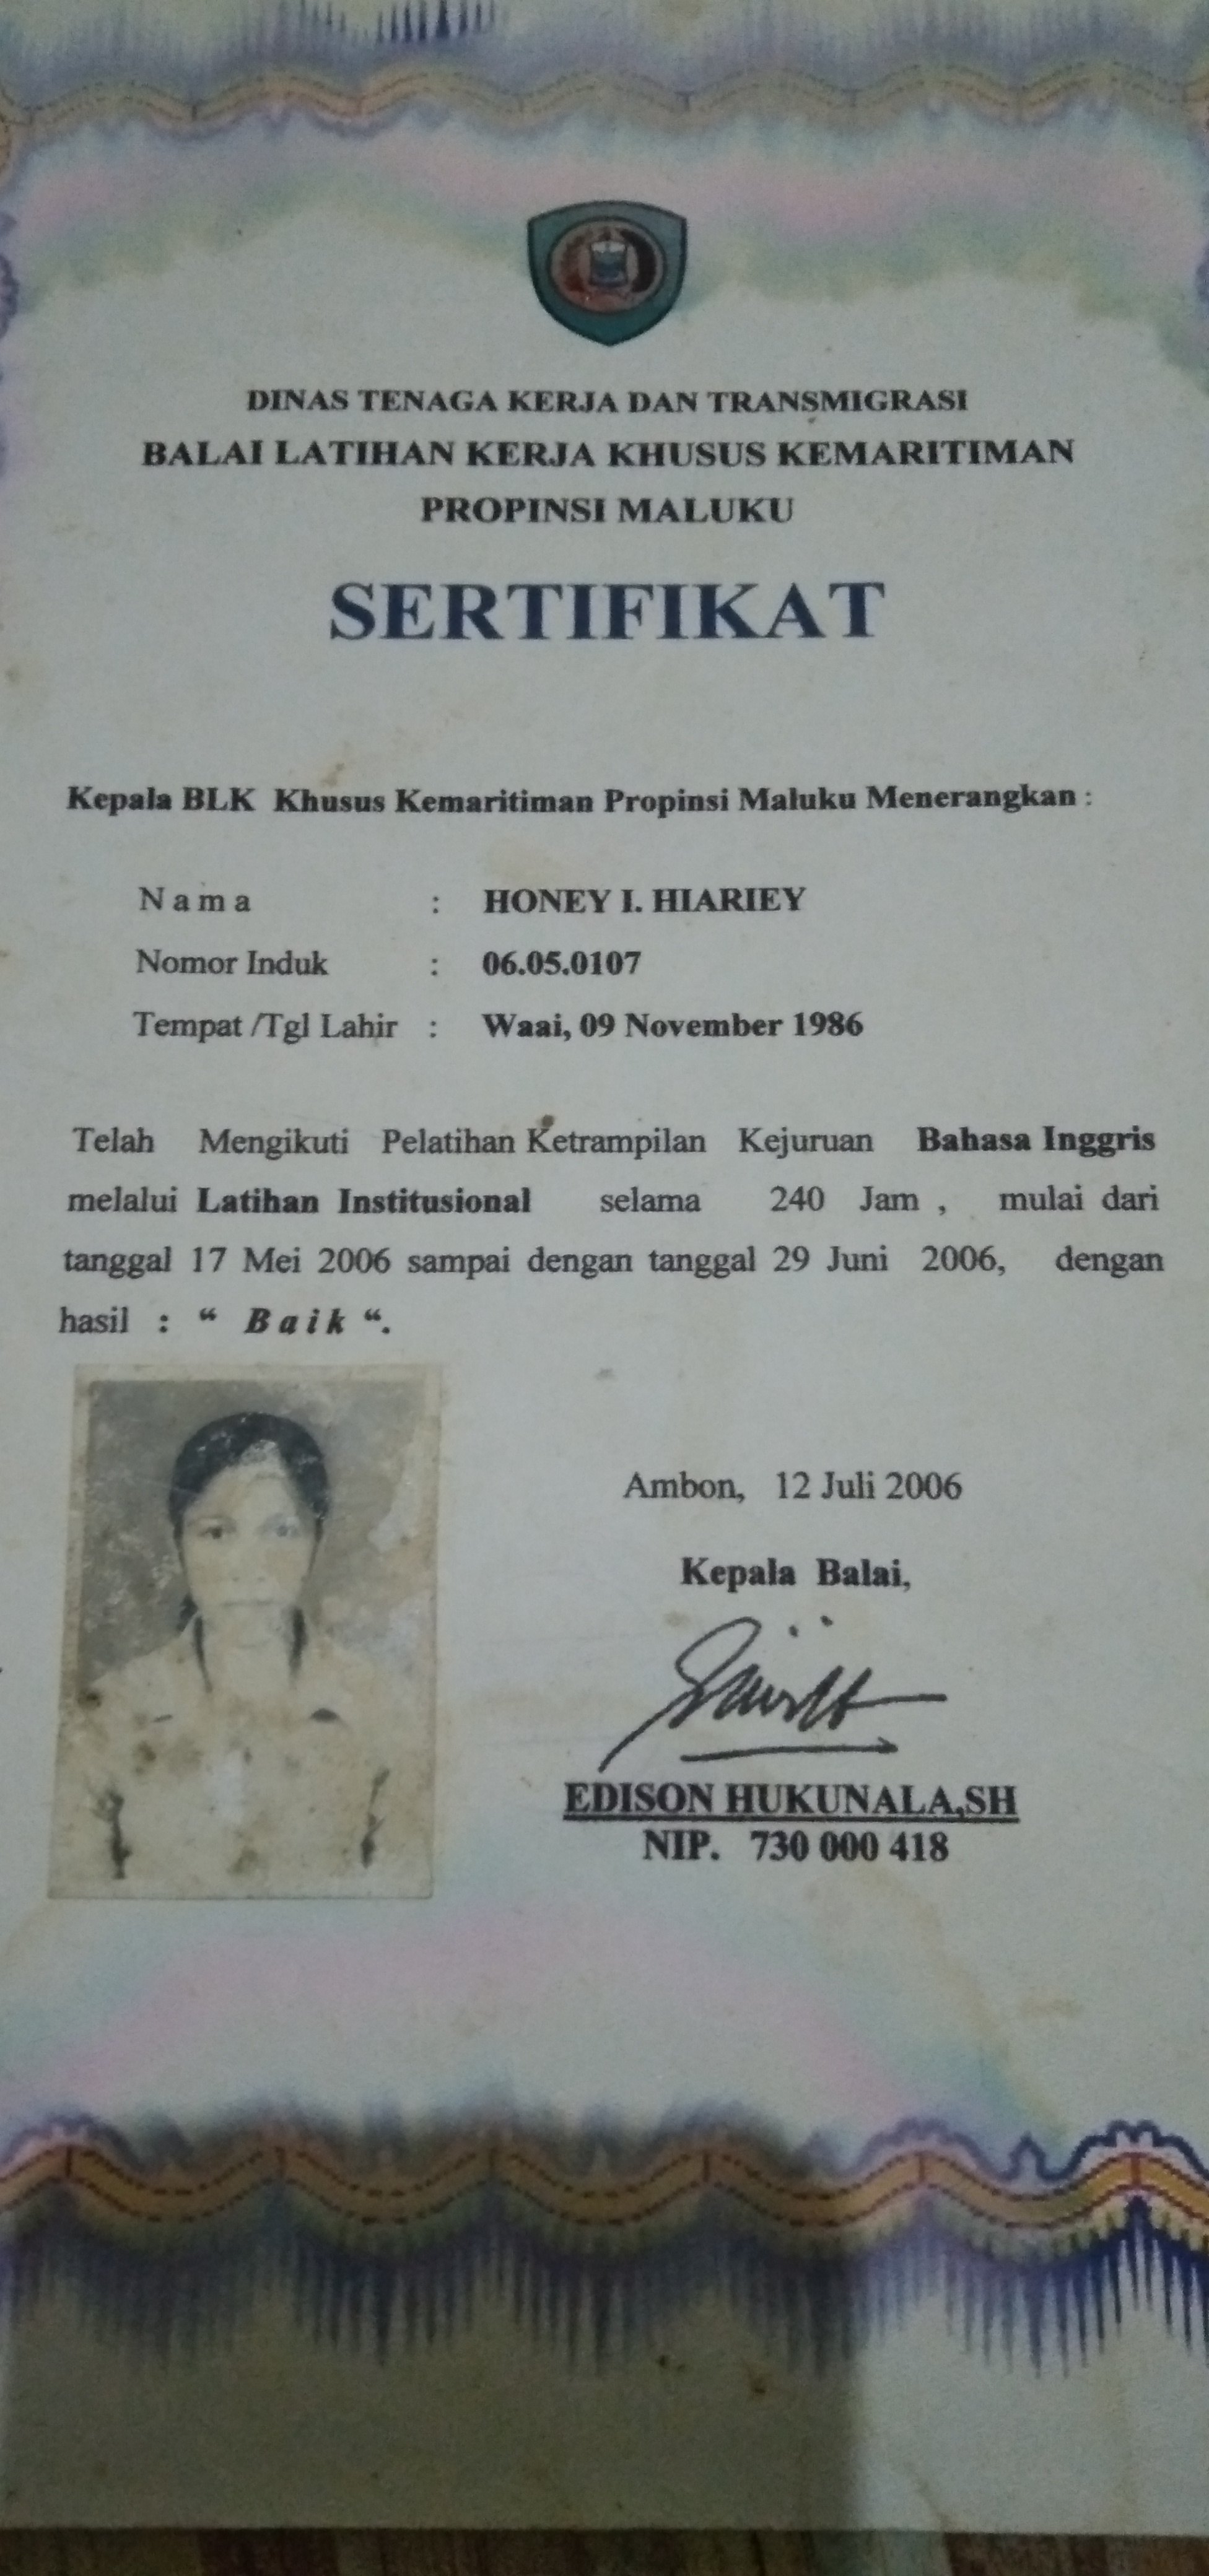 DINAS TENAGA KERJA DAN TRANSMIGRASI
BALAI LATIHAN KERJA KHUSUS KEMARITIMAN
PROPINSI MALUKU
SERTIFIKAT
Kepala BLK Khusus Kemaritiman Propinsi Maluku Menerangkan :
N a m a : HONEY I. HIARIEY
Nomor Induk : 06.05.0107
Tempat /Tgl Lahir : Waai, 09 November 1986
Telah Mengikuti Pelatihan Ketrampilan Kejuruan Bahasa Inggris
melalui Latihan Institusional selama 240 Jam , mulai dari
tanggal 17 Mei 2006 sampai dengan tanggal 29 Juni 2006, dengan
hasil : “ B a i k “.
Ambon, 12 Juli 2006
Kepala Balai,
EDISON HUKUNALA,SH
NIP. 730 000 418